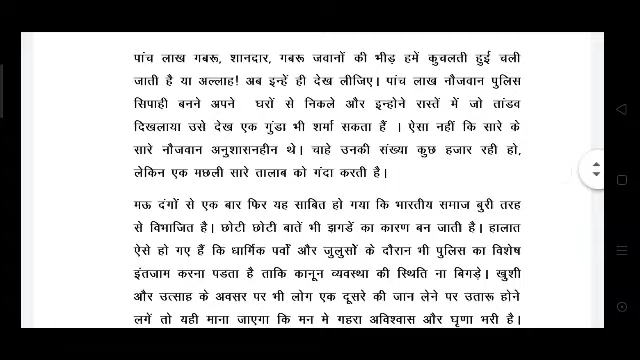 पांच लाख गबरू, शानदार, गबरू जवानों की भीड़ हमें कुचलती हुई चली
जाती है या अल्लाह! अब इन्हें ही देख लीजिए। पांच लाख नौजवान पुलिस
सिपाही बनने अपने घरों से निकले और इन्होने रास्तें में जो तांडव
दिखलाया उसे देख एक गुंडा भी शर्मा सकता हैं । ऐसा नहीं कि सारे के
सारे नौजवान अनुशासनहीन थे। चाहे उनकी संख्या कुछ हजार रही हो,
लेकिन एक मछली सारे तालाब को गंदा करती है।
मऊ दंगों से एक बार फिर यह साबित हो गया कि भारतीय समाज बुरी तरह
से विभाजित है। छोटी छोटी बातें भी झगडें का कारण बन जाती है। हालात
ऐसे हो गए हैं कि धार्मिक पर्वों और जुलुसों के दौरान भी पुलिस का विशेष
इंतजाम करना पडता है ताकि कानून व्यवस्था की स्थिति ना बिगड़े। खुशी
और उत्साह के अवसर पर भी लोग एक दूसरे की जान लेने पर उतारू होने
लगें तो यही माना जाएगा कि मन मे गहरा अविश्वास और घृणा भरी है।